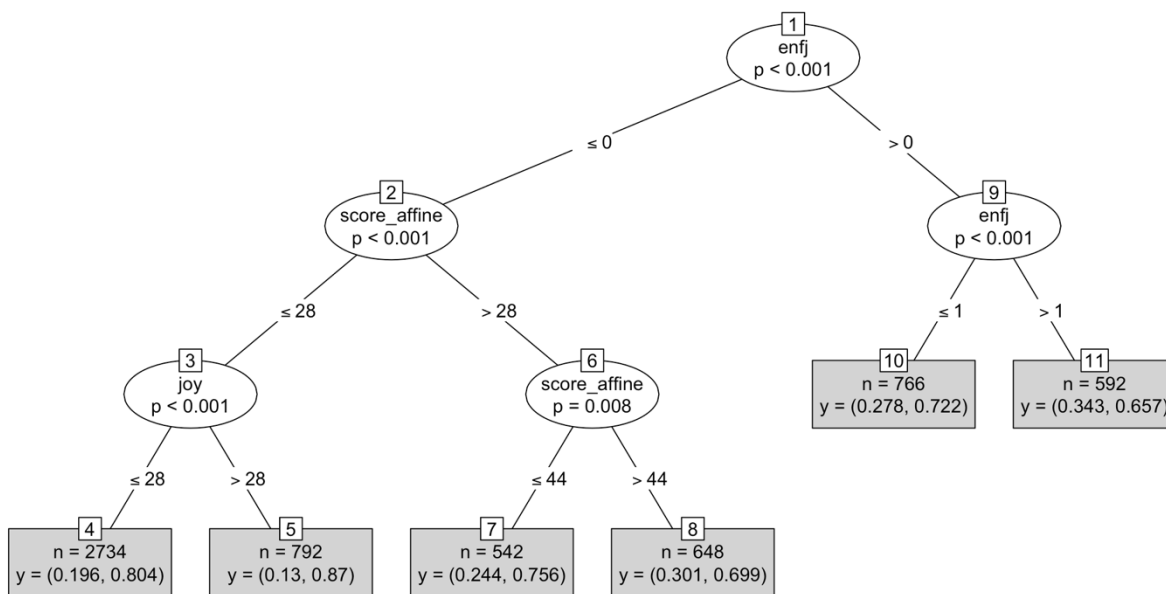 1
enfj
p < 0.001
≤ 0
> 0
2
score_affine
p < 0.001
9
enfj
p < 0.001
≤ 28
> 28
≤ 1
> 1
3
joy
p < 0.001
6
score_affine
p = 0.008
10
n = 766
y = (0.278, 0.722)
11
n = 592
y = (0.343, 0.657)
≤ 28
> 28
≤ 44
> 44
4
n = 2734
y = (0.196, 0.804)
5
n = 792
y = (0.13, 0.87)
7
n = 542
y = (0.244, 0.756)
8
n = 648
y = (0.301, 0.699)